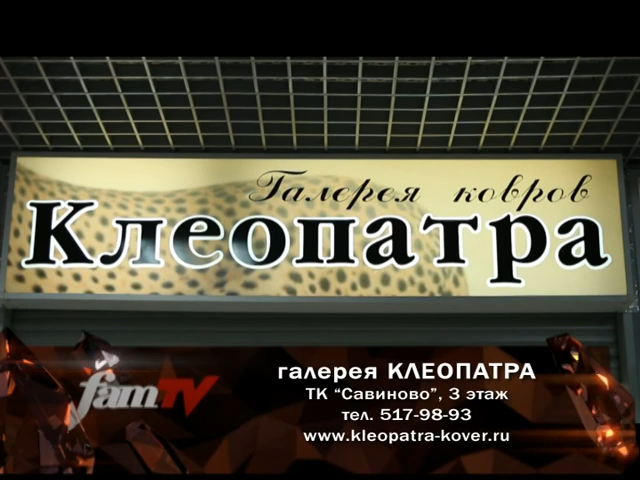 Галерея ковров
Клеопатра
famTV
галерея КЛЕОПАТРА
ТК “Савиново”, 3 этаж
тел. 517-98-93
www.kleopatra-kover.ru